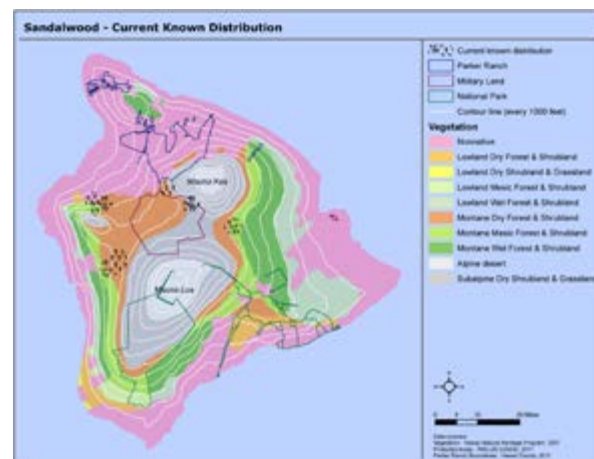 Sandalwood - Current Known Distribution
Current known distribution
Parker Ranch
Military Land
National Park
Contour line (every 1000 feet)
Vegetation
Nonnative
Lowland Dry Forest & Shrubland
Lowland Dry Shrubland & Grassland
Lowland Mesic Forest & Shrubland
Lowland Wet Forest & Shrubland
Montane Dry Forest & Shrubland
Montane Mesic Forest & Shrubland
Montane Wet Forest & Shrubland
Alpine desert
Subalpine Dry Shrubland & Grassland
Mauna Kea
Mauna Loa